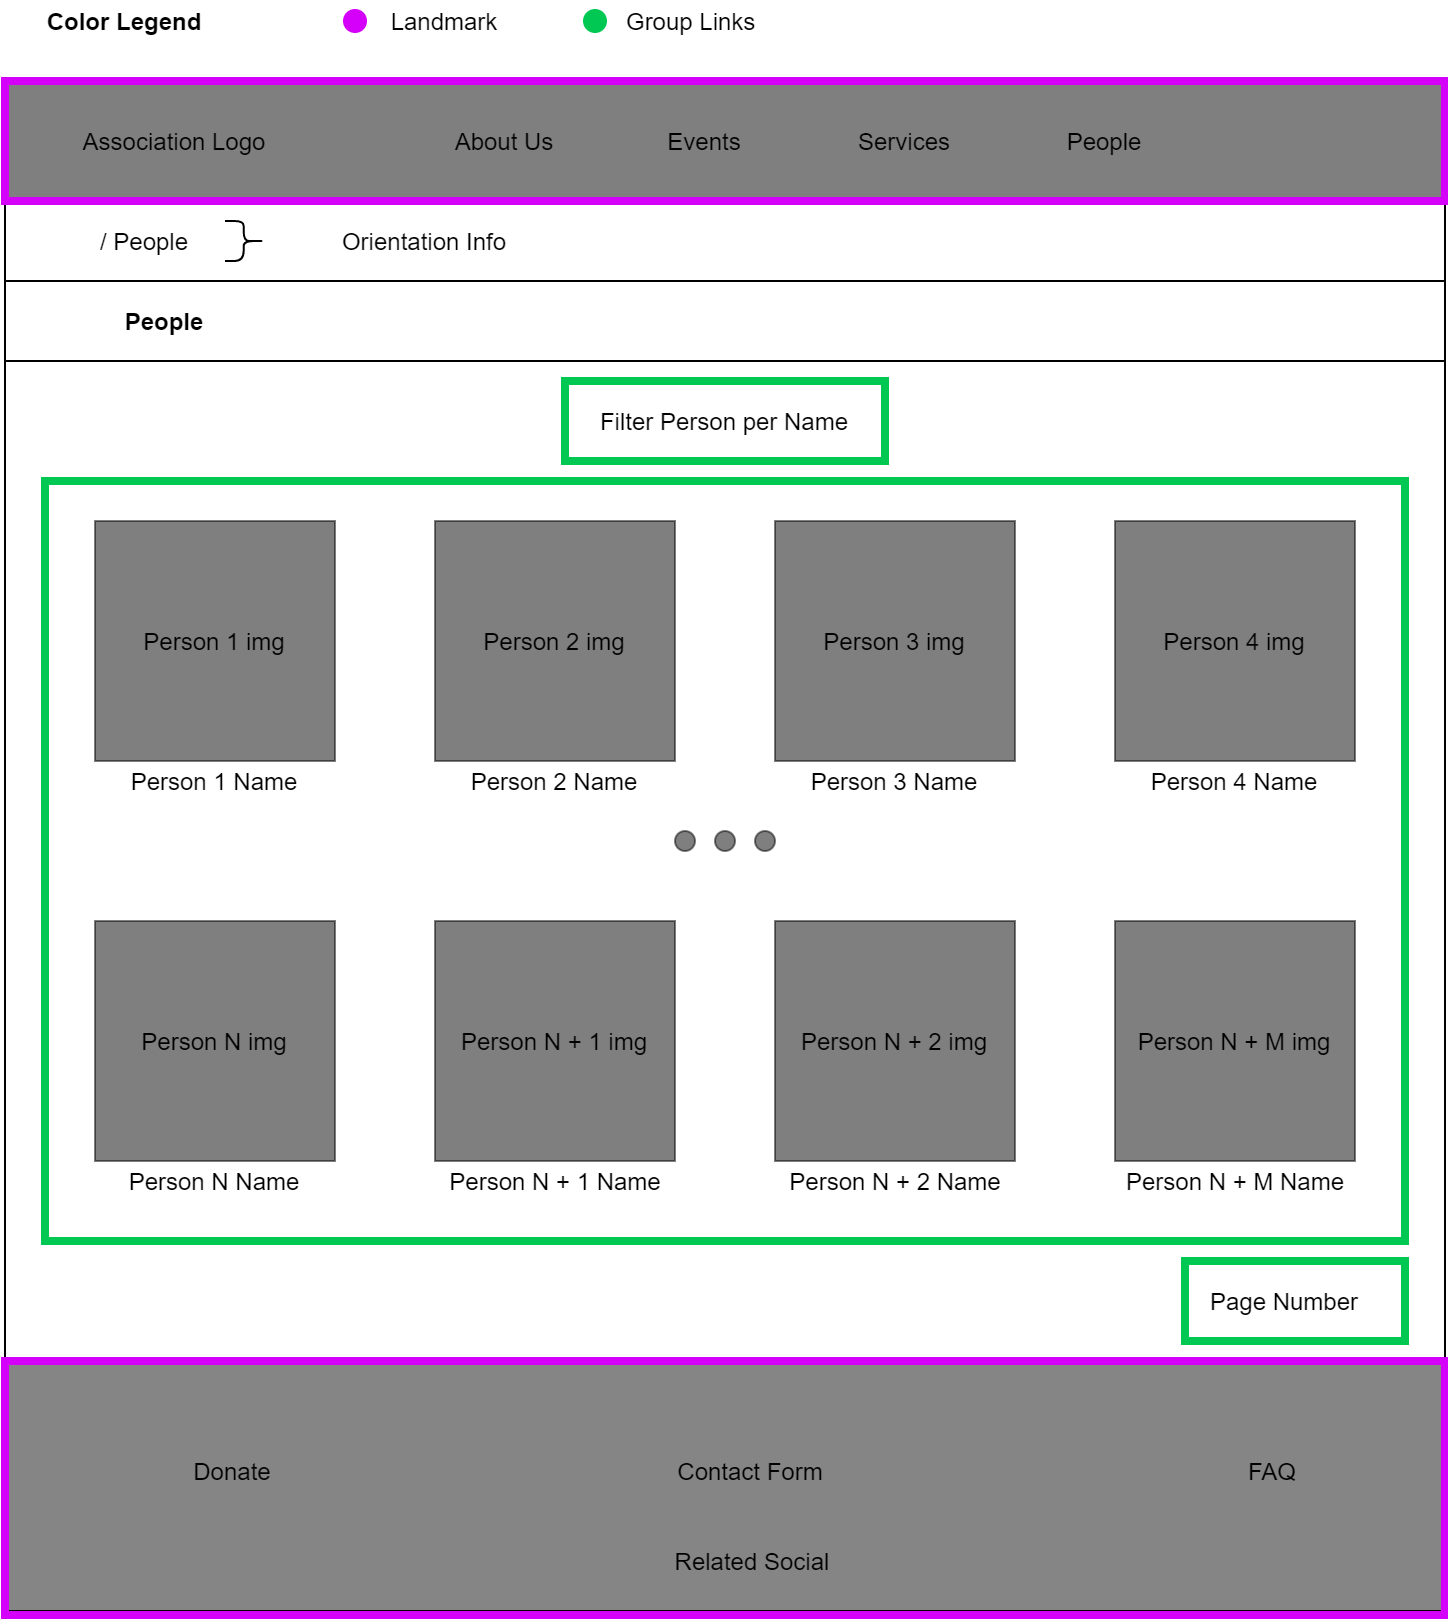 Color Legend Landmark Group Links
Association Logo About Us Events Services People
/ People Orientation Info
People
Filter Person per Name
Person 1 img Person 2 img Person 3 img Person 4 img
Person 1 Name Person 2 Name Person 3 Name Person 4 Name
Person N img Person N + 1 img Person N + 2 img Person N + M img
Person N Name Person N + 1 Name Person N + 2 Name Person N + M Name
Page Number
Donate Contact Form FAQ
Related Social